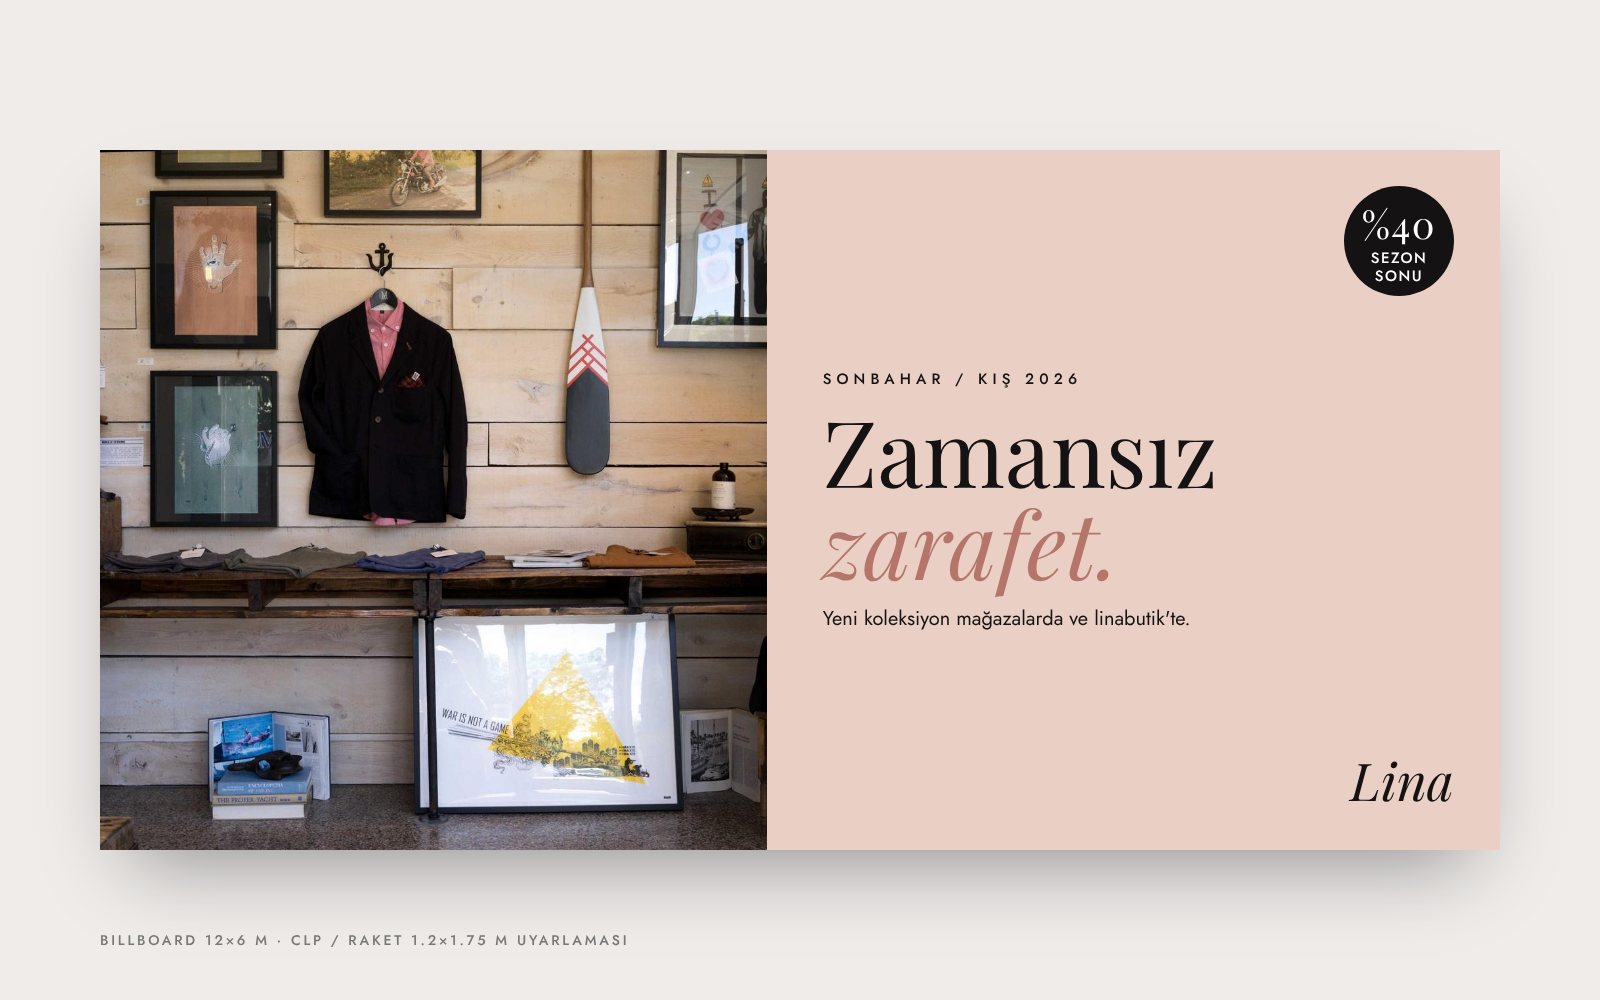 %40
SEZON
SONU
SONBAHAR / KIŞ 2026
Zamansız
zarafet.
Yeni koleksiyon mağazalarda ve linabutik'te.
Lina
WAR IS NOT A GAME
ENCYCLOPEDIA
THE PROPER YACHT
BILLBOARD 12×6 M · CLP / RAKET 1.2×1.75 M UYARLAMASI